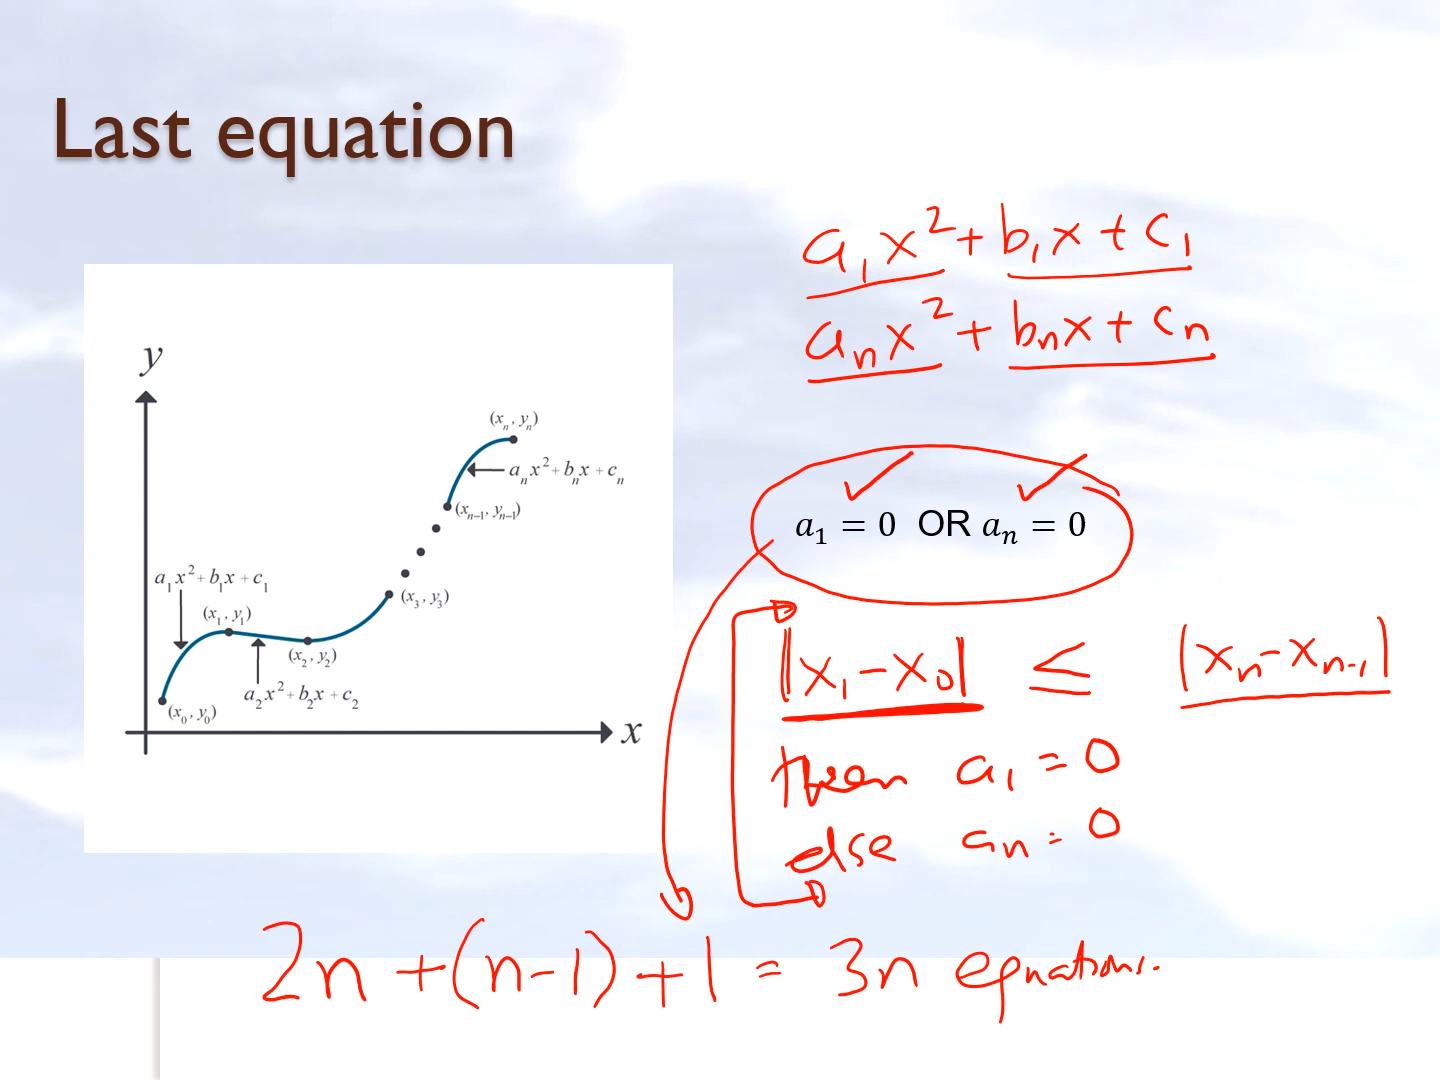 Last equation
a₁x² + b₁x + c₁
aₙx² + bₙx + cₙ
y
(xₙ, yₙ)
aₙx² + bₙx + cₙ
(xₙ₋₁, yₙ₋₁)
a₁x² + b₁x + c₁
(x₁, y₁)
(x₃, y₃)
(x₂, y₂)
a₂x² + b₂x + c₂
(x₀, y₀)
x
a₁ = 0 OR aₙ = 0
|x₁ - x₀| ≤ |xₙ - xₙ₋₁|
then a₁ = 0
else aₙ = 0
2n + (n-1) + 1 = 3n equations.